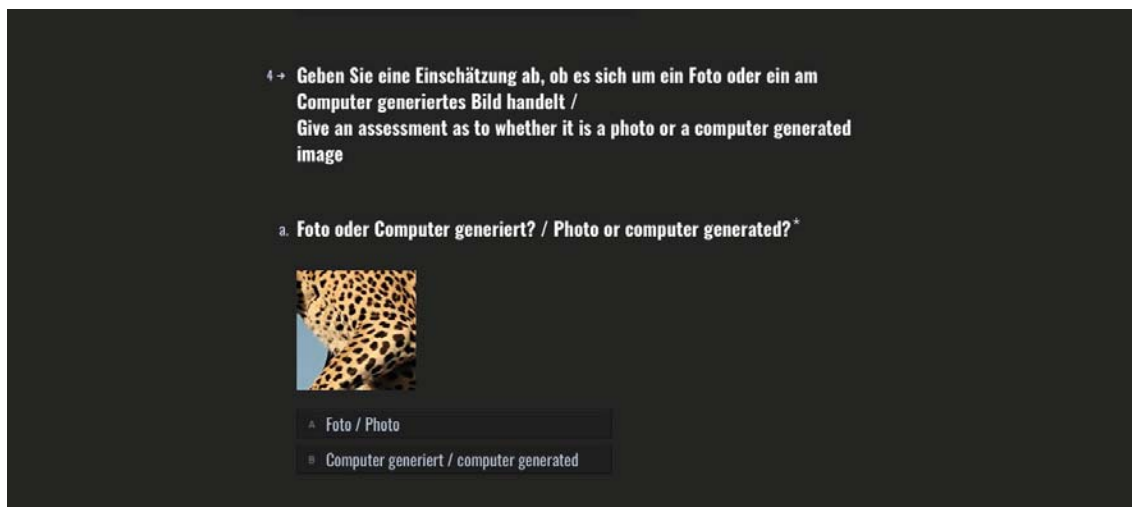 4→ Geben Sie eine Einschätzung ab, ob es sich um ein Foto oder ein am
Computer generiertes Bild handelt /
Give an assessment as to whether it is a photo or a computer generated
image
a. Foto oder Computer generiert? / Photo or computer generated?*
A Foto / Photo
B Computer generiert / computer generated